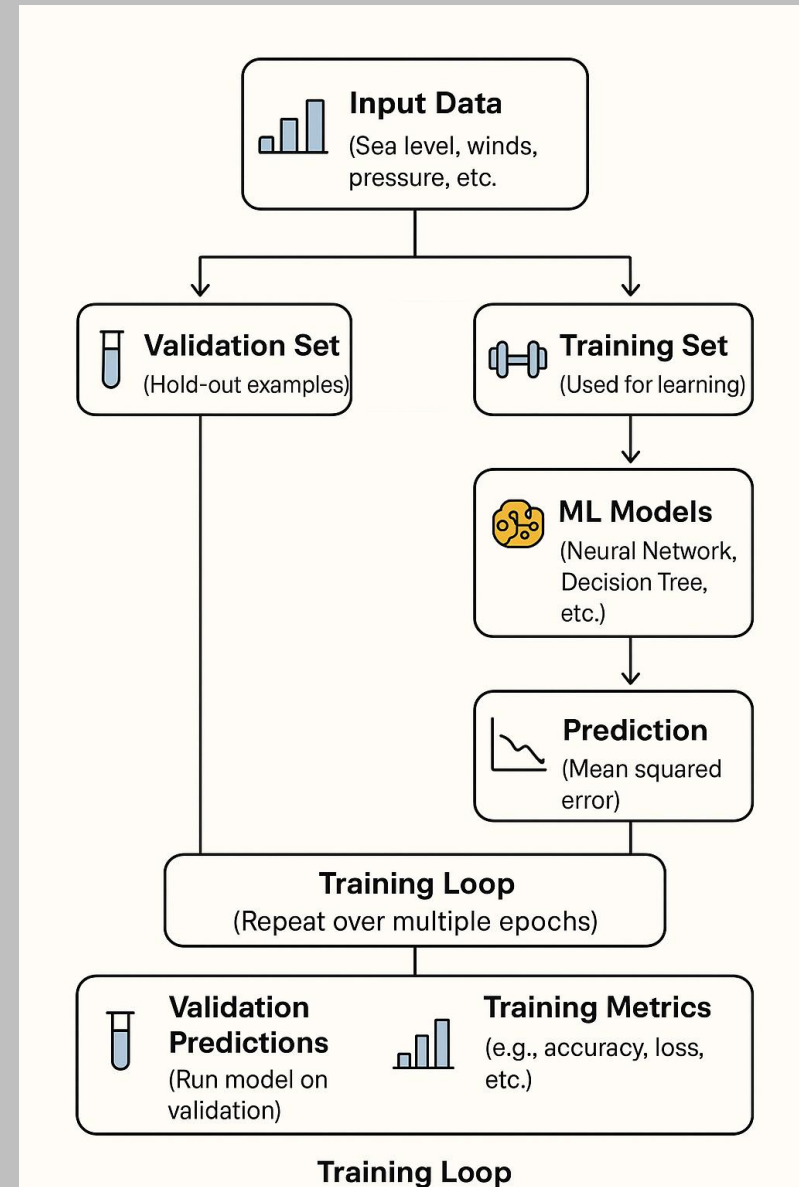 Input Data
(Sea level, winds,
pressure, etc.
Validation Set
(Hold-out examples)
Training Set
(Used for learning)
ML Models
(Neural Network,
Decision Tree,
etc.)
Prediction
(Mean squared
error)
Training Loop
(Repeat over multiple epochs)
Validation
Predictions
(Run model on
validation)
Training Metrics
(e.g., accuracy, loss,
etc.)
Training Loop